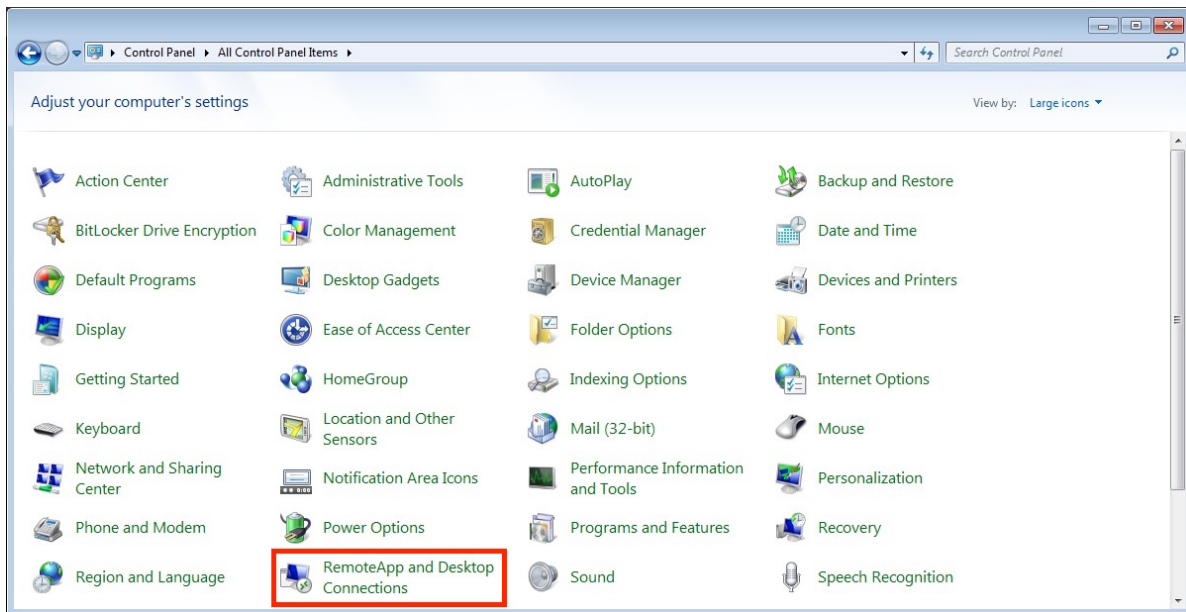 Control Panel ▸ All Control Panel Items ▸
Search Control Panel
Adjust your computer's settings
View by: Large icons
Action Center
Administrative Tools
AutoPlay
Backup and Restore
BitLocker Drive Encryption
Color Management
Credential Manager
Date and Time
Default Programs
Desktop Gadgets
Device Manager
Devices and Printers
Display
Ease of Access Center
Folder Options
Fonts
Getting Started
HomeGroup
Indexing Options
Internet Options
Keyboard
Location and Other
Sensors
Mail (32-bit)
Mouse
Network and Sharing
Center
Notification Area Icons
Performance Information
and Tools
Personalization
Phone and Modem
Power Options
Programs and Features
Recovery
Region and Language
RemoteApp and Desktop
Connections
Sound
Speech Recognition